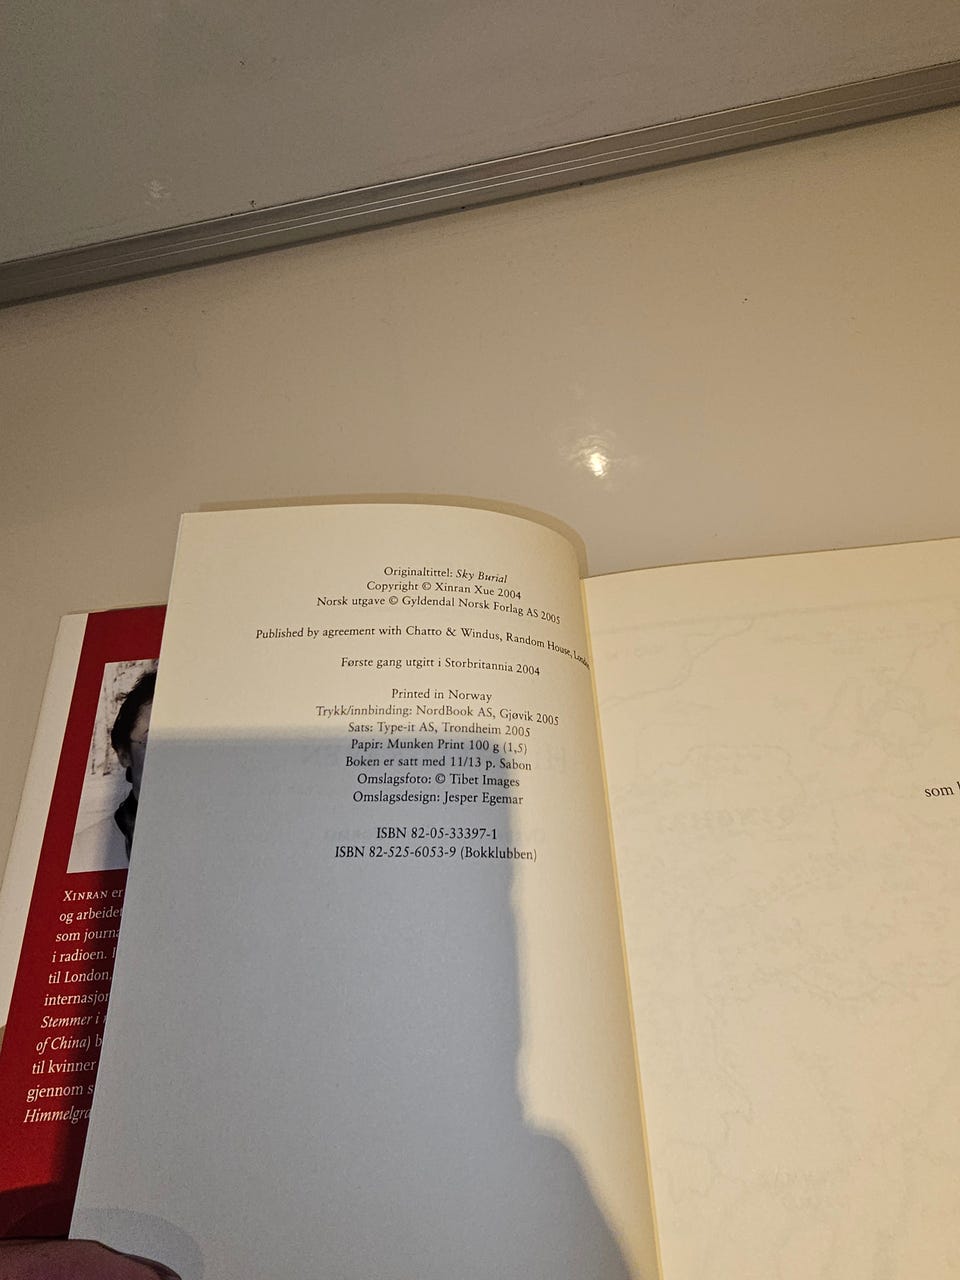 Originaltittel: Sky Burial
Copyright © Xinran Xue 2004
Norsk utgave © Gyldendal Norsk Forlag AS 2005
Published by agreement with Chatto & Windus, Random House, London
Første gang utgitt i Storbritannia 2004
Printed in Norway
Trykk/innbinding: NordBook AS, Gjøvik 2005
Sats: Type-it AS, Trondheim 2005
Papir: Munken Print 100 g (1,5)
Boken er satt med 11/13 p. Sabon
Omslagsfoto: © Tibet Images
Omslagsdesign: Jesper Egemar
ISBN 82-05-33397-1
ISBN 82-525-6053-9 (Bokklubben)
XINRAN er
og arbeidet
som journa
i radioen.
til London,
internasjon
Stemmer i
of China) b
til kvinner
gjennom s
Himmelgra
som